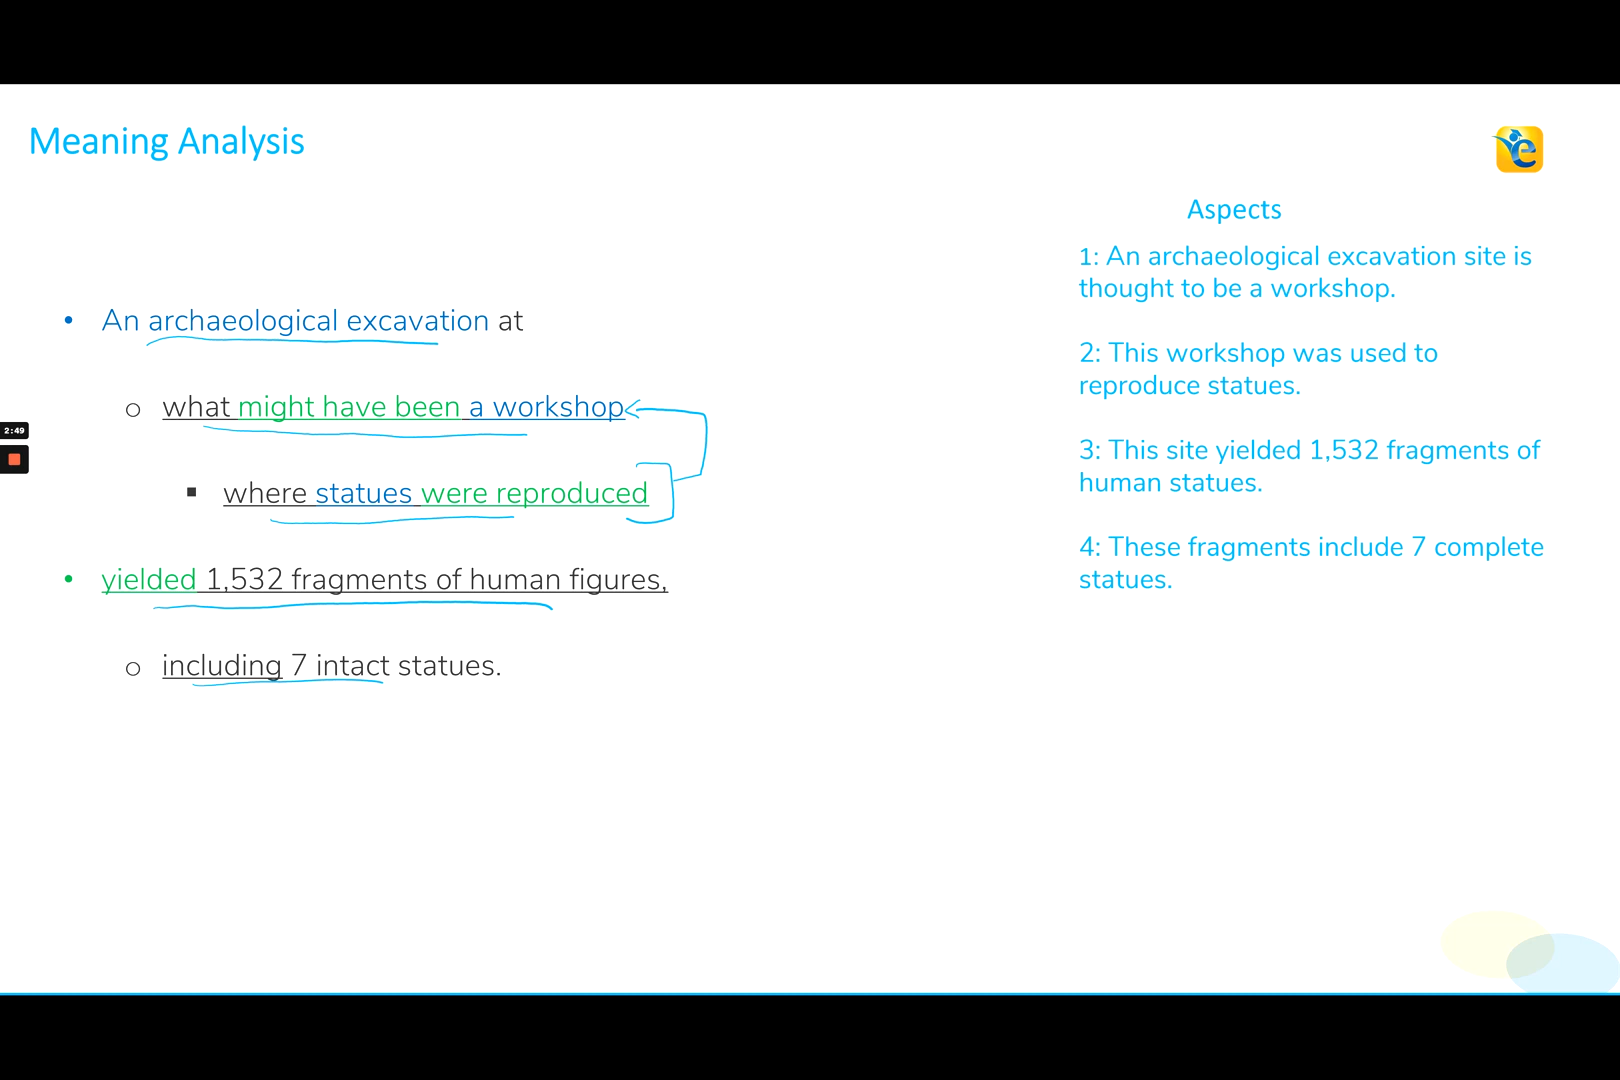 Meaning Analysis
Aspects
• An archaeological excavation at
o what might have been a workshop
▪ where statues were reproduced
• yielded 1,532 fragments of human figures,
o including 7 intact statues.
1: An archaeological excavation site is
thought to be a workshop.
2: This workshop was used to
reproduce statues.
3: This site yielded 1,532 fragments of
human statues.
4: These fragments include 7 complete
statues.
2:49
e